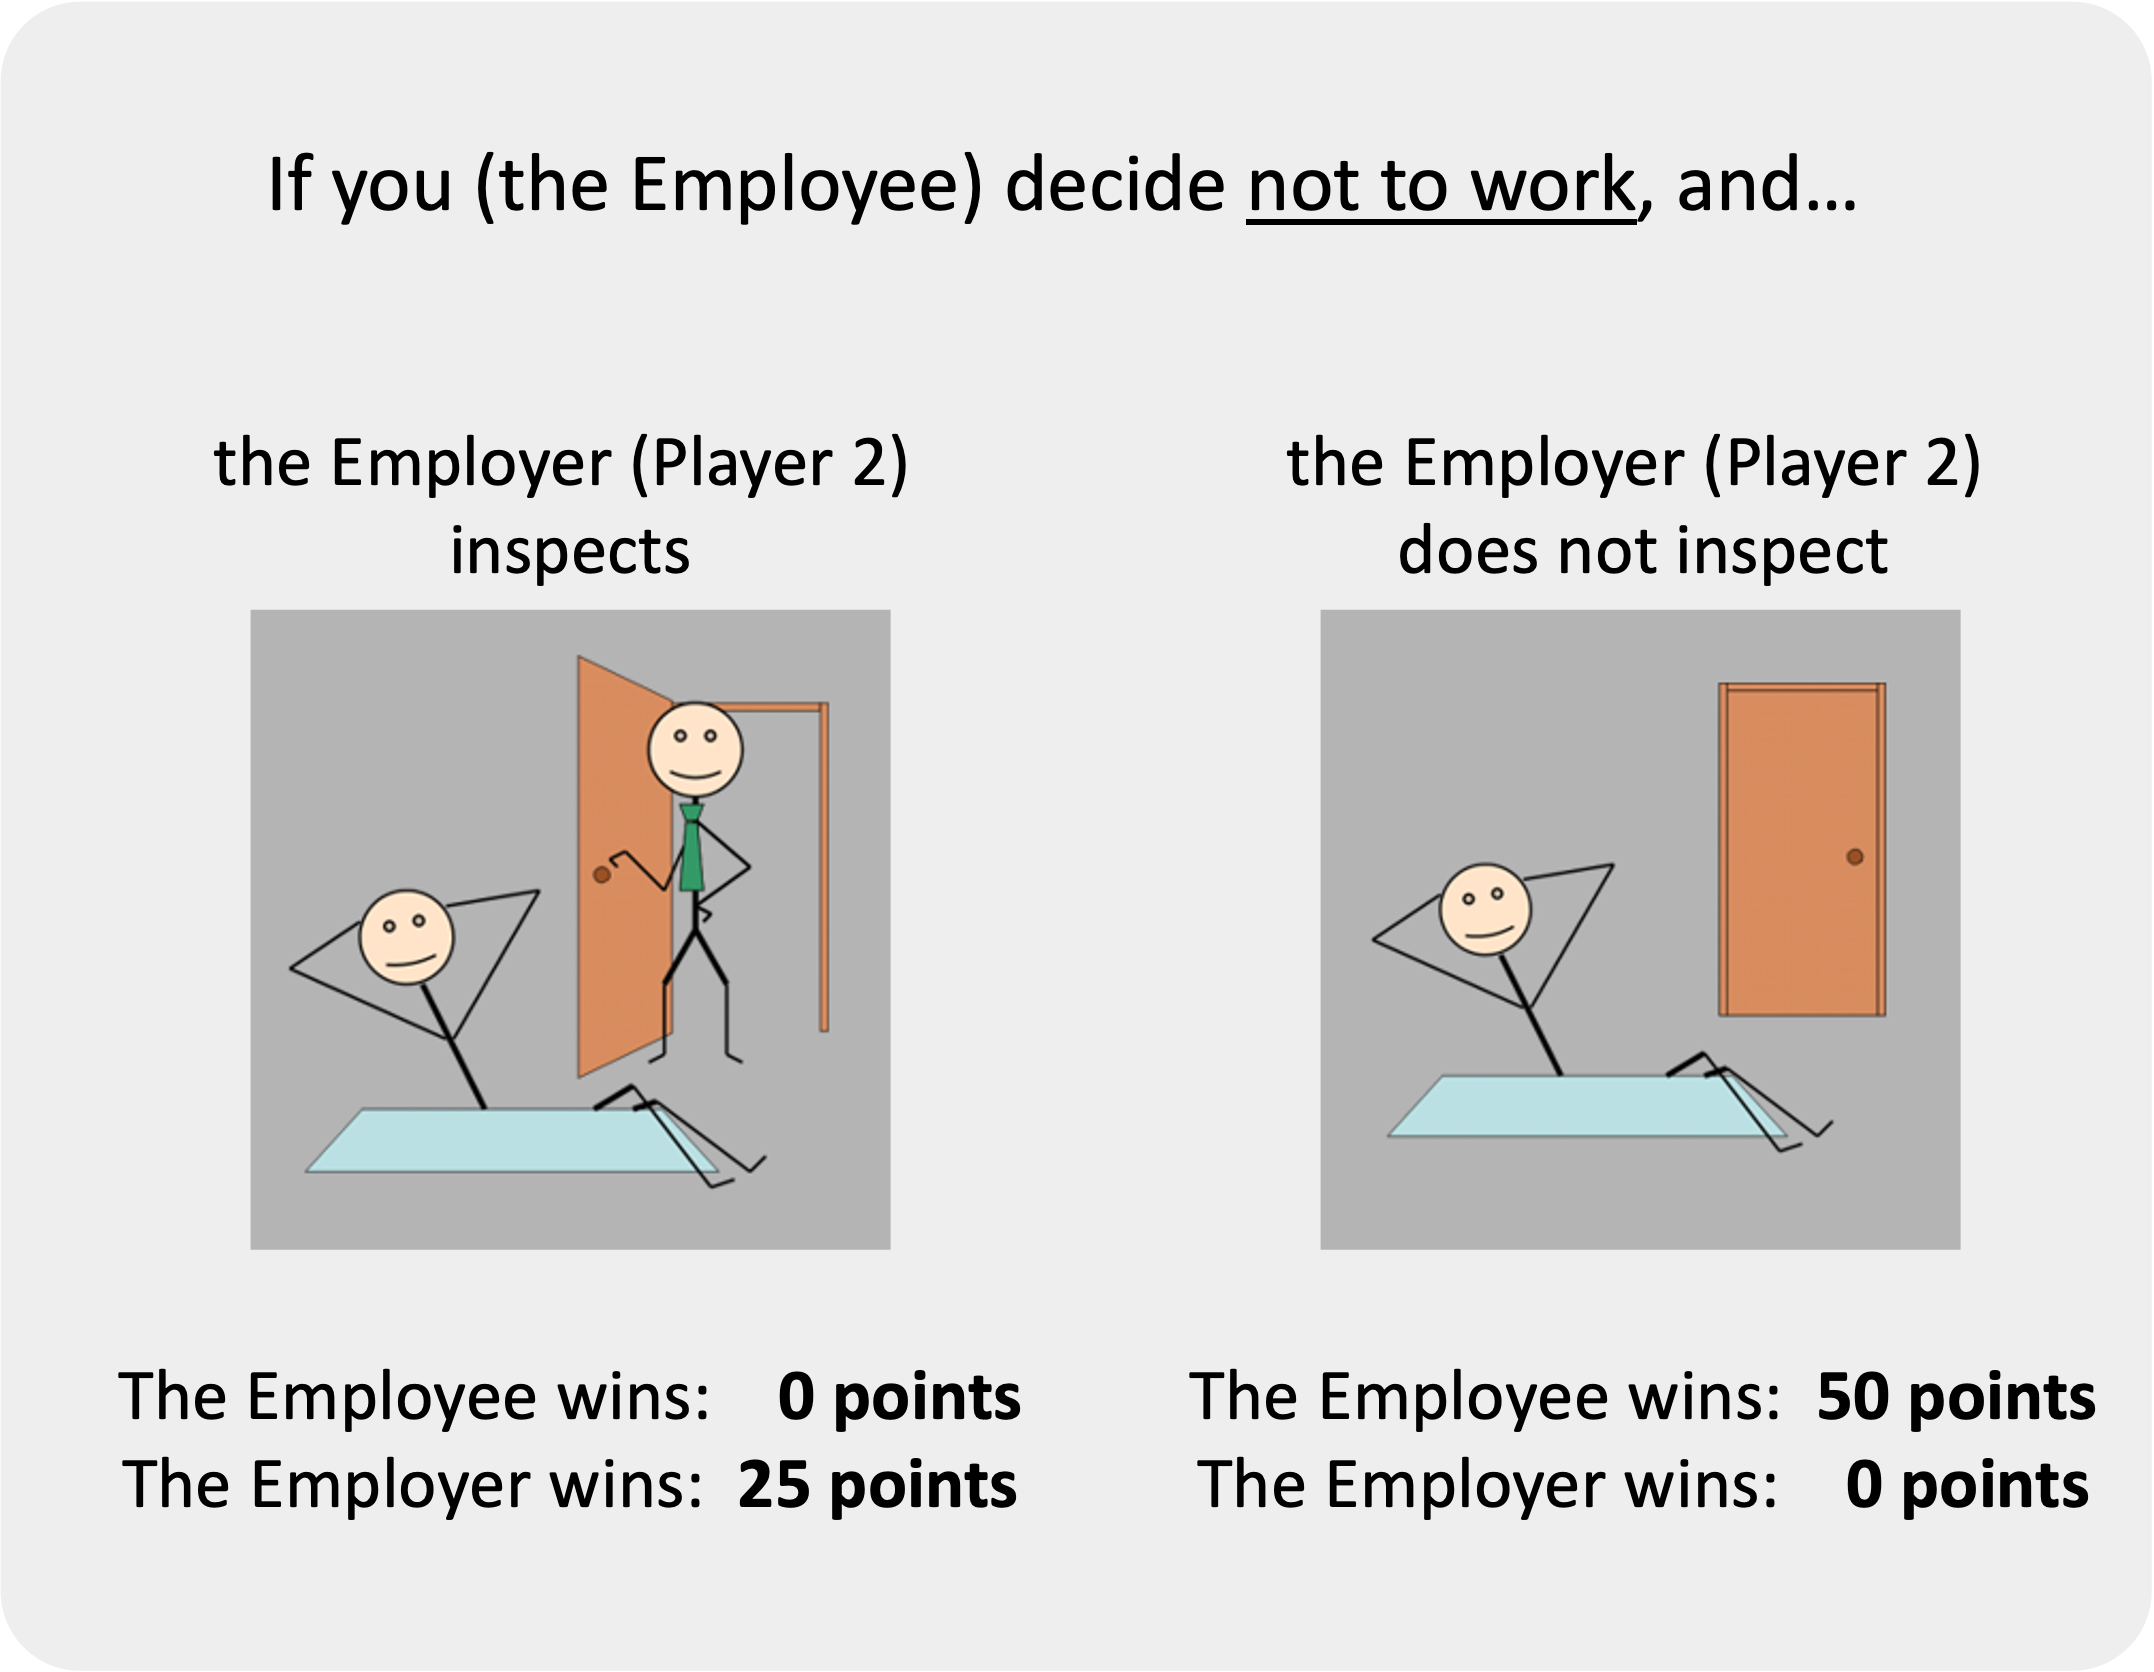 If you (the Employee) decide not to work, and...
the Employer (Player 2)
inspects
the Employer (Player 2)
does not inspect
The Employee wins: 0 points
The Employer wins: 25 points
The Employee wins: 50 points
The Employer wins: 0 points